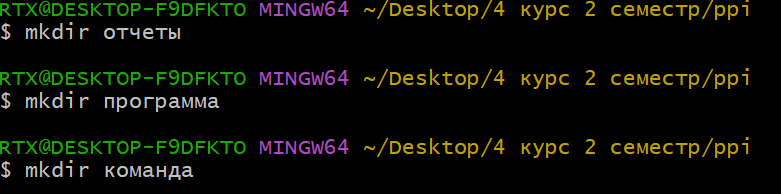 RTX@DESKTOP-F9DFKTO MINGW64 ~/Desktop/4 курс 2 семестр/ppi
$ mkdir отчеты
RTX@DESKTOP-F9DFKTO MINGW64 ~/Desktop/4 курс 2 семестр/ppi
$ mkdir программа
RTX@DESKTOP-F9DFKTO MINGW64 ~/Desktop/4 курс 2 семестр/ppi
$ mkdir команда